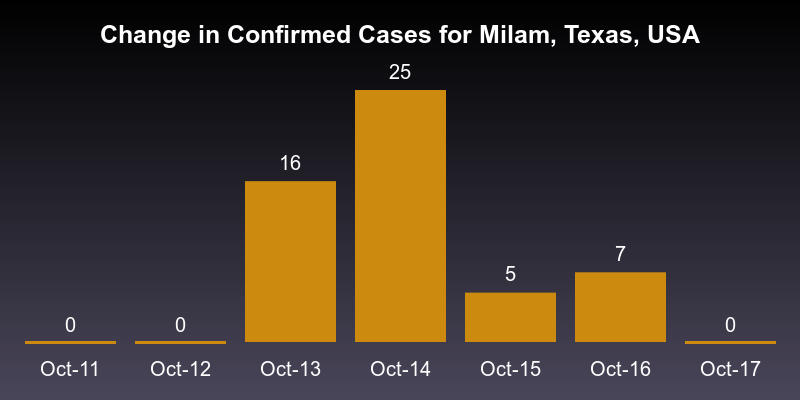 Change in Confirmed Cases for Milam, Texas, USA
25
16
7
5
0 0 0
Oct-11 Oct-12 Oct-13 Oct-14 Oct-15 Oct-16 Oct-17